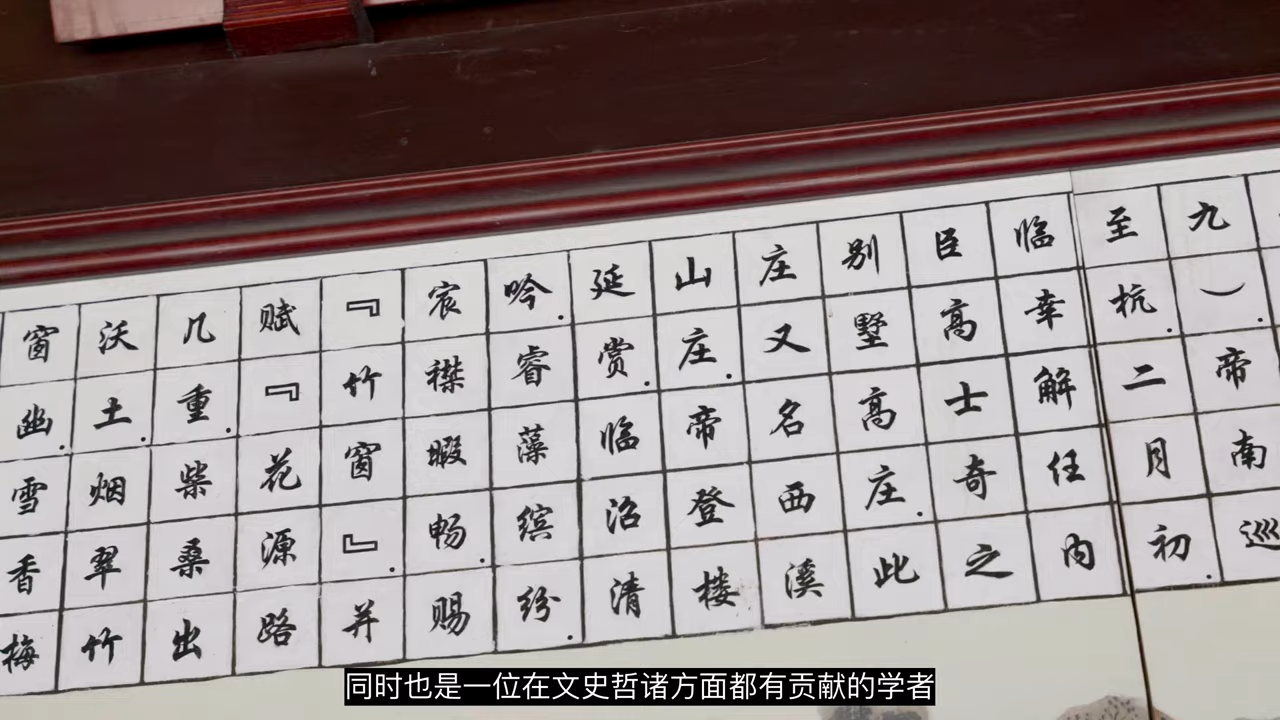 九）.帝南巡
至杭.二月初.
临幸解任内
臣高士奇之
别墅高庄.此
庄又名西溪
山庄.帝登楼
延赏.临沼清
吟.睿藻缤纷.
宸襟暇畅.赐
『竹窗』.并
赋『花源路
几重.柴桑出
沃土.烟翠竹
窗幽.雪香梅
同时也是一位在文史哲诸方面都有贡献的学者